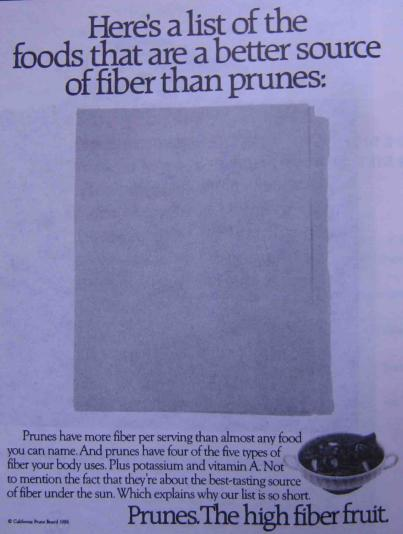 Here's a list of the
foods that are a better source
of fiber than prunes:
Prunes have more fiber per serving than almost any food
you can name. And prunes have four of the five types of
fiber your body uses. Plus potassium and vitamin A. Not
to mention the fact that they're about the best-tasting source
of fiber under the sun. Which explains why our list is so short.
Prunes. The high fiber fruit.
© California Prune Board